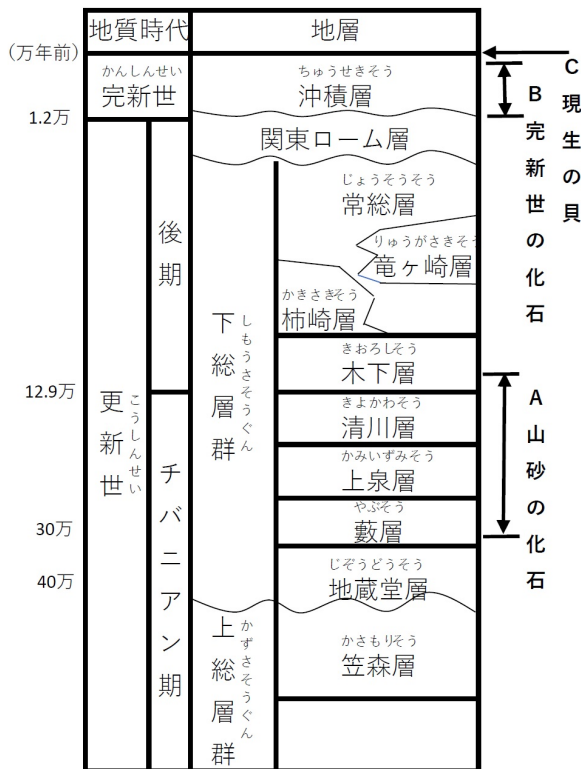 地質時代
地層
(万年前)
かんしんせい
完新世
ちゅうせきそう
沖積層
1.2万
関東ローム層
じょうそうそう
常総層
りゅうがさきそう
竜ヶ崎層
かきさきそう
柿崎層
後期
しもうさそうぐん
下総層群
きおろしそう
木下層
12.9万
こうしんせい
更新世
きよかわそう
清川層
かみいずみそう
上泉層
チバニアン期
やぶそう
藪層
30万
じぞうどうそう
地蔵堂層
40万
かずさそうぐん
上総層群
かさもりそう
笠森層
A山砂の化石
B完新世の化石
C現生の貝